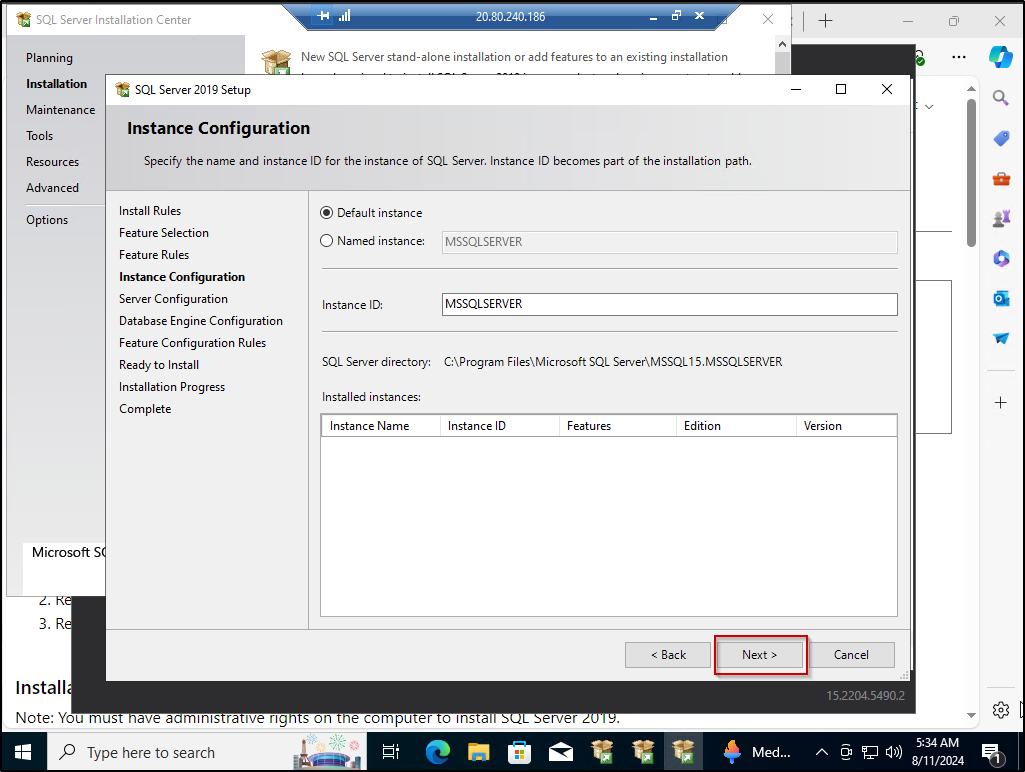 SQL Server Installation Center
20.80.240.186
Planning
Installation
Maintenance
Tools
Resources
Advanced
Options
New SQL Server stand-alone installation or add features to an existing installation
SQL Server 2019 Setup
Instance Configuration
Specify the name and instance ID for the instance of SQL Server. Instance ID becomes part of the installation path.
Install Rules
Feature Selection
Feature Rules
Instance Configuration
Server Configuration
Database Engine Configuration
Feature Configuration Rules
Ready to Install
Installation Progress
Complete
Default instance
Named instance: MSSQLSERVER
Instance ID: MSSQLSERVER
SQL Server directory: C:\Program Files\Microsoft SQL Server\MSSQL15.MSSQLSERVER
Installed instances:
Instance Name Instance ID Features Edition Version
< Back Next > Cancel
Microsoft SQ
2. Re
3. Re
15.2204.5490.2
Installa
Note: You must have administrative rights on the computer to install SQL Server 2019.
Type here to search
Med...
5:34 AM
8/11/2024
1